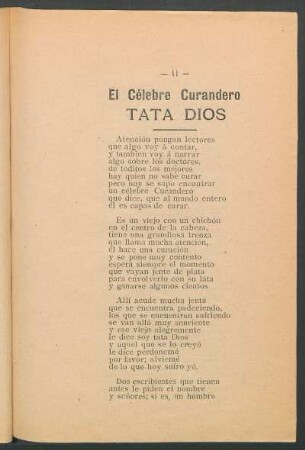 — 11 —
El Célebre Curandero
TATA DIOS
Atención pongan lectores
que algo voy á contar,
y tambien voy á narrar
algo sobre los doctores,
de toditos los mejores
hay quien no sabe curar
pero hoy se supo encontrar
un célebre Curandero
que dice, que al mundo entero
él es capas de curar.
Es un viejo con un chichón
en el centro de la cabeza,
tiene una grandiosa trenza
que llama mucha atención,
él hace una curación
y se pone muy contento
espera siempre el momento
que vayan jente de plata
para envolverlo con su lata
y ganarse algunos cientos
Allí acude mucha jente
que se encuentra padeciendo,
los que se encuentran sufriendo
se van allá muy sonriente
y ese viejo alegremente
le dice soy tata Dios
y aquel que se lo creyó
le dice perdonemé
por favor; aliviemé
de lo que hoy sufro yó.
Dos escribientes que tienen
antes le piden el nombre
y señores; si es, un hombre